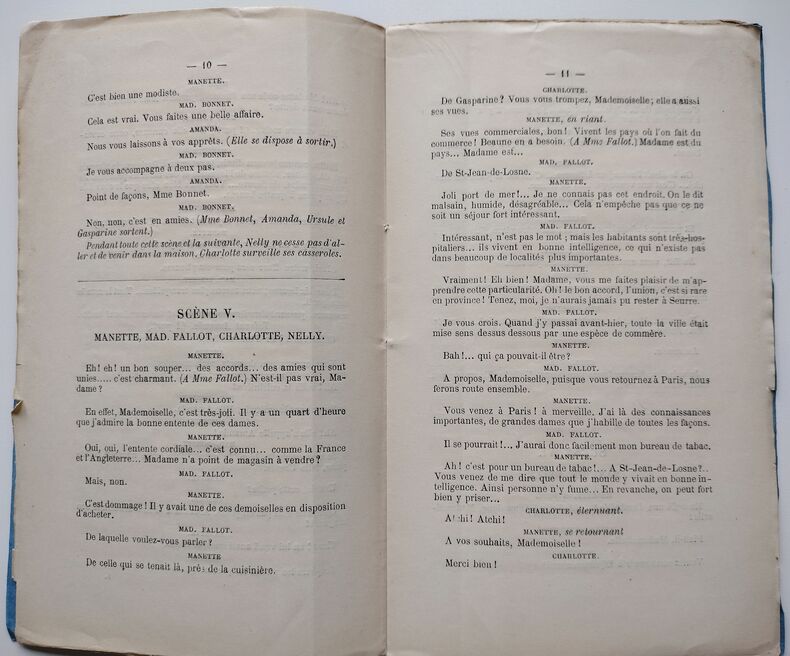 — 10 —
MANETTE.
C'est bien une modiste.
MAD. BONNET.
Cela est vrai. Vous faites une belle affaire.
AMANDA.
Nous vous laissons à vos apprêts. (Elle se dispose à sortir.)
MAD. BONNET.
Je vous accompagne à deux pas.
AMANDA.
Point de façons, Mme Bonnet.
MAD. BONNET.
Non, non, c'est en amies. (Mme Bonnet, Amanda, Ursule et
Gasparine sortent.)
Pendant toute cette scène et la suivante, Nelly ne cesse pas d'al-
ler et de venir dans la maison. Charlotte surveille ses casseroles.
SCÈNE V.
MANETTE, MAD. FALLOT, CHARLOTTE, NELLY.
MANETTE.
Eh! eh! un bon souper... des accords... des amies qui sont
unies..... c'est charmant. (A Mme Fallot.) N'est-il pas vrai, Ma-
dame ?
MAD. FALLOT.
En effet, Mademoiselle, c'est très-joli. Il y a un quart d'heure
que j'admire la bonne entente de ces dames.
MANETTE.
Oui, oui, l'entente cordiale... c'est connu... comme la France
et l'Angleterre... Madame n'a point de magasin à vendre ?
MAD. FALLOT.
Mais, non.
MANETTE.
C'est dommage ! Il y avait une de ces demoiselles en disposition
d'acheter.
MAD. FALLOT.
De laquelle voulez-vous parler ?
MANETTE
De celle qui se tenait là, près de la cuisinière.
— 11 —
CHARLOTTE.
De Gasparine ? Vous vous trompez, Mademoiselle ; elle a aussi
ses vues.
MANETTE, en riant.
Ses vues commerciales, bon ! Vivent les pays où l'on fait du
commerce ! Beaune en a besoin. (A Mme Fallot.) Madame est du
pays... Madame est...
MAD. FALLOT.
De St-Jean-de-Losne.
MANETTE.
Joli port de mer !... Je ne connais pas cet endroit. On le dit
malsain, humide, désagréable... Cela n'empêche pas que ce ne
soit un séjour fort intéressant.
MAD. FALLOT.
Intéressant, n'est pas le mot ; mais les habitants sont très-hos-
pitaliers... ils vivent en bonne intelligence, ce qui n'existe pas
dans beaucoup de localités plus importantes.
MANETTE.
Vraiment ! Eh bien ! Madame, vous me faites plaisir de m'ap-
prendre cette particularité. Oh ! le bon accord, l'union, c'est si rare
en province ! Tenez, moi, je n'aurais jamais pu rester à Seurre.
MAD. FALLOT.
Je vous crois. Quand j'y passai avant-hier, toute la ville était
mise sens dessus dessous par une espèce de commère.
MANETTE.
Bah !... qui ça pouvait-il être ?
MAD. FALLOT.
A propos, Mademoiselle, puisque vous retournez à Paris, nous
ferons route ensemble.
MANETTE.
Vous venez à Paris ! à merveille. J'ai là des connaissances
importantes, de grandes dames que j'habille de toutes les façons.
MAD. FALLOT.
Il se pourrait !... J'aurai donc facilement mon bureau de tabac.
MANETTE.
Ah ! c'est pour un bureau de tabac !... A St-Jean-de-Losne ?..
Vous venez de me dire que tout le monde y vivait en bonne in-
telligence. Ainsi personne n'y fume... En revanche, on peut fort
bien y priser...
CHARLOTTE, éternuant.
Atchi ! Atchi !
MANETTE, se retournant
A vos souhaits, Mademoiselle !
CHARLOTTE.
Merci bien !